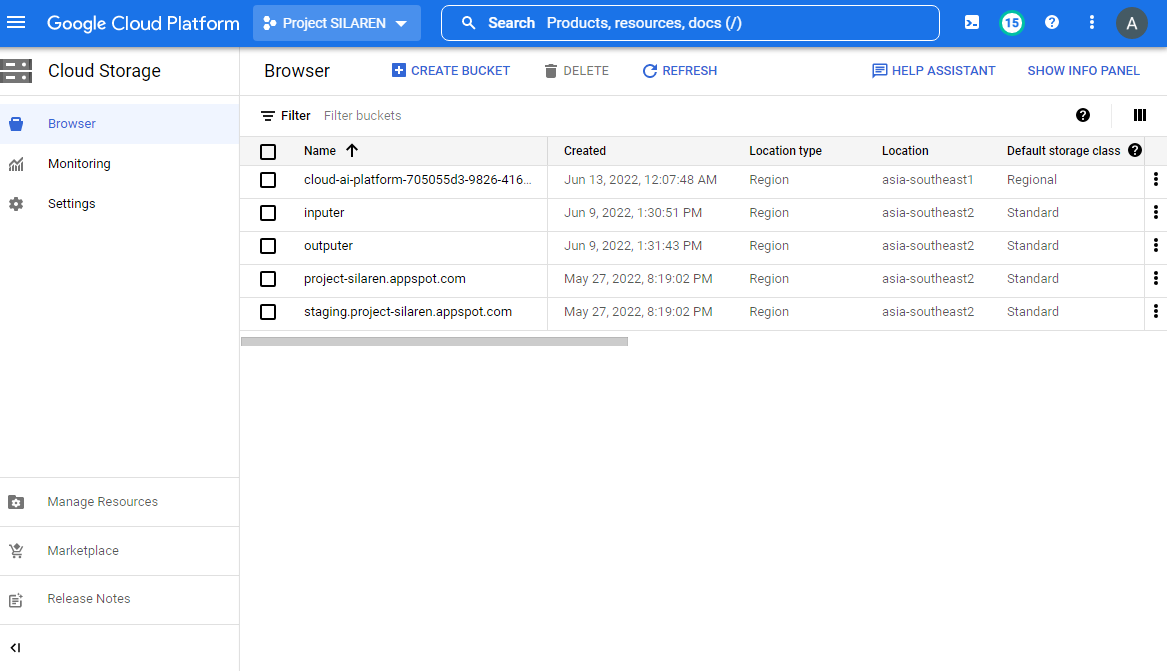 Google Cloud Platform Project SILAREN Search Products, resources, docs (/) 15 A
Cloud Storage
Browser
Monitoring
Settings
Manage Resources
Marketplace
Release Notes
Browser CREATE BUCKET DELETE REFRESH HELP ASSISTANT SHOW INFO PANEL
Filter Filter buckets
Name Created Location type Location Default storage class
cloud-ai-platform-705055d3-9826-416... Jun 13, 2022, 12:07:48 AM Region asia-southeast1 Regional
inputer Jun 9, 2022, 1:30:51 PM Region asia-southeast2 Standard
outputer Jun 9, 2022, 1:31:43 PM Region asia-southeast2 Standard
project-silaren.appspot.com May 27, 2022, 8:19:02 PM Region asia-southeast2 Standard
staging.project-silaren.appspot.com May 27, 2022, 8:19:02 PM Region asia-southeast2 Standard